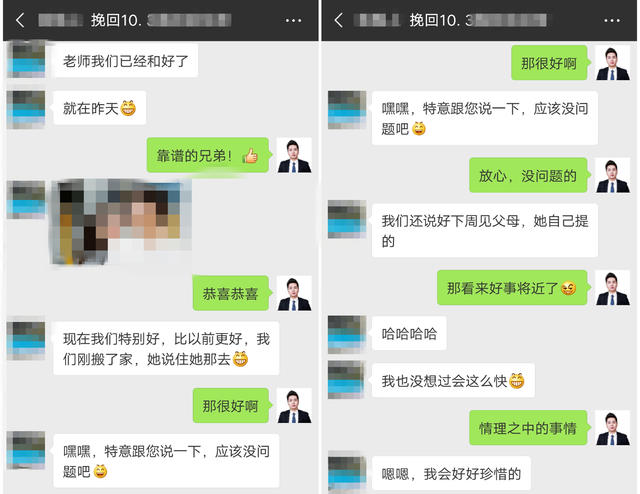 挽回10. 3
老师我们已经和好了
就在昨天😁
靠谱的兄弟！👍
恭喜恭喜
现在我们特别好，比以前更好，我
们刚搬了家，她说住她那去😁
那很好啊
嘿嘿，特意跟您说一下，应该没问
题吧😄
挽回10. 3
那很好啊
嘿嘿，特意跟您说一下，应该没问
题吧😄
放心，没问题的
我们还说好下周见父母，她自己提
的
那看来好事将近了😆
哈哈哈哈
我也没想过会这么快😁
情理之中的事情
嗯嗯，我会好好珍惜的